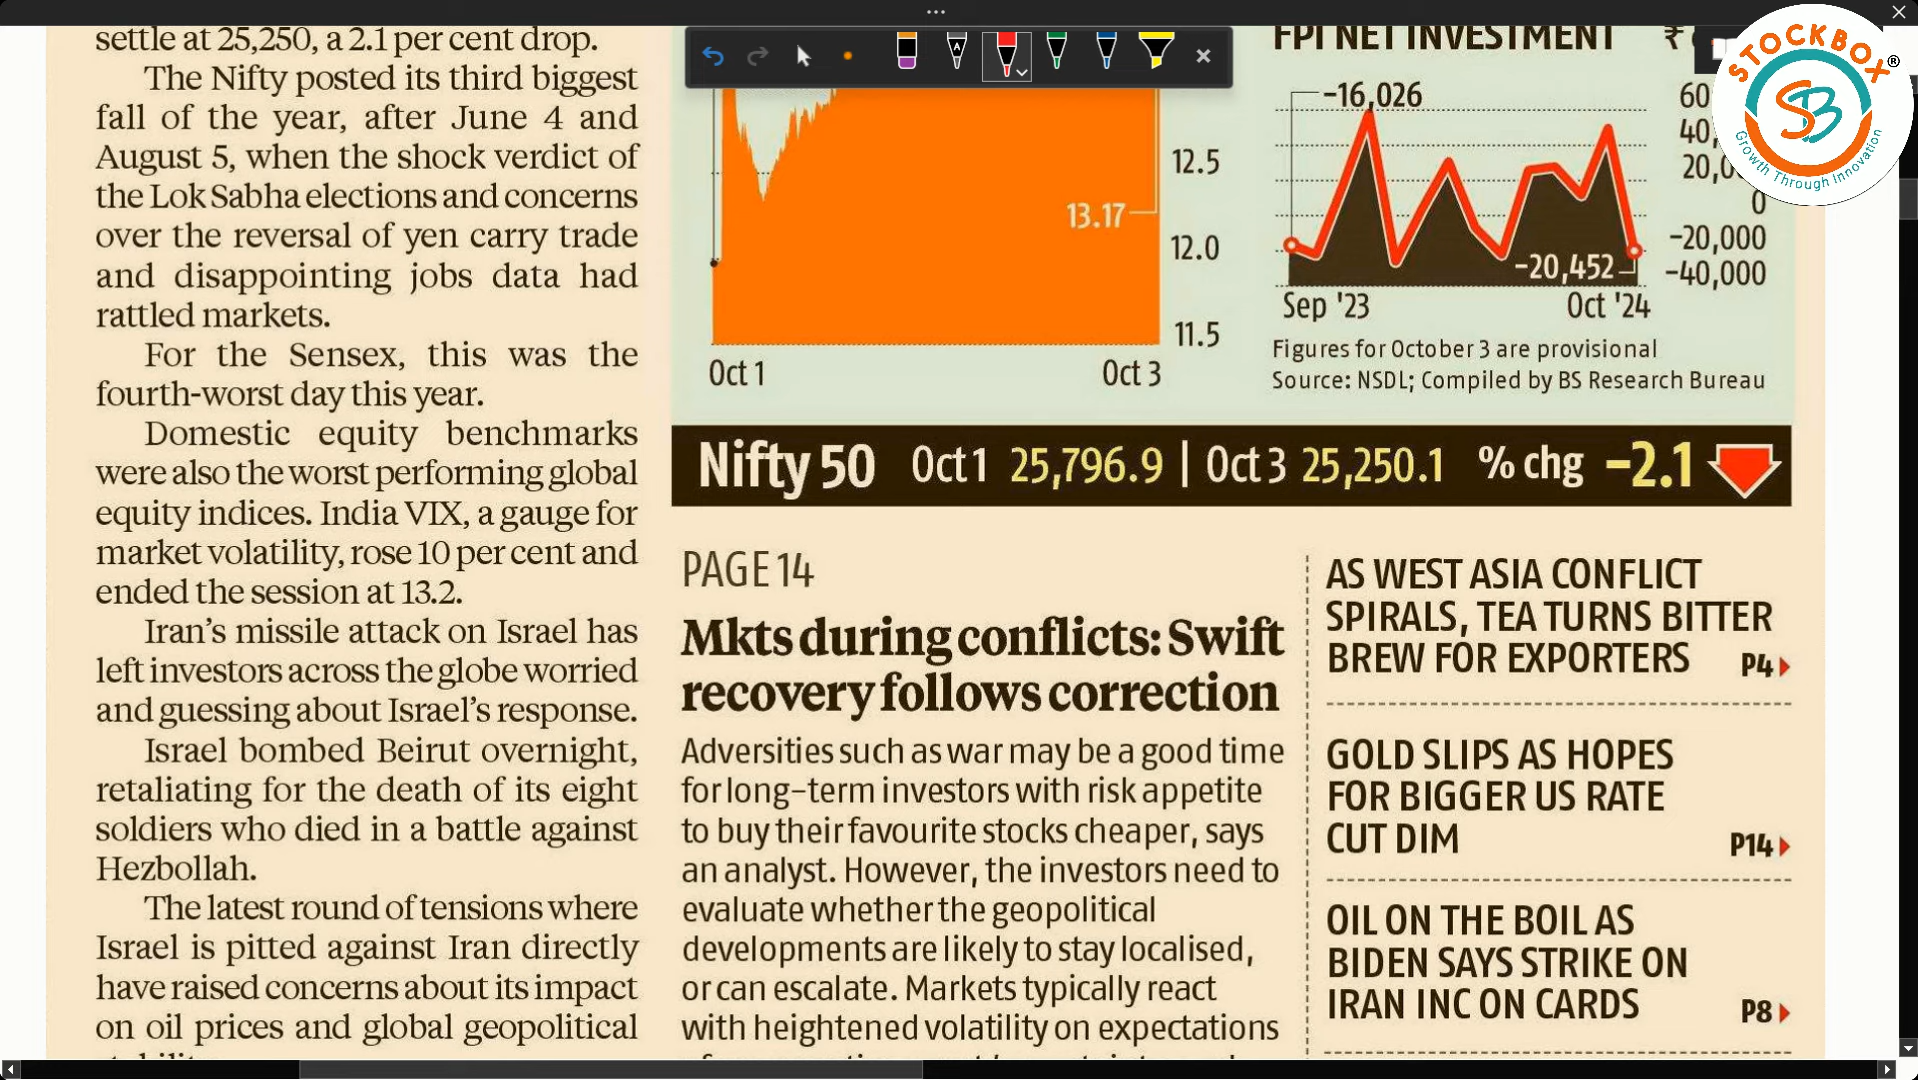 settle at 25,250, a 2.1 per cent drop.
The Nifty posted its third biggest
fall of the year, after June 4 and
August 5, when the shock verdict of
the Lok Sabha elections and concerns
over the reversal of yen carry trade
and disappointing jobs data had
rattled markets.
For the Sensex, this was the
fourth-worst day this year.
Domestic equity benchmarks
were also the worst performing global
equity indices. India VIX, a gauge for
market volatility, rose 10 per cent and
ended the session at 13.2.
Iran's missile attack on Israel has
left investors across the globe worried
and guessing about Israel's response.
Israel bombed Beirut overnight,
retaliating for the death of its eight
soldiers who died in a battle against
Hezbollah.
The latest round of tensions where
Israel is pitted against Iran directly
have raised concerns about its impact
on oil prices and global geopolitical
12.5
13.17
12.0
11.5
Oct 1
Oct 3
FPI NET INVESTMENT ₹
-16,026
60
40,
20,0
0
-20,000
-40,000
-20,452
Sep '23
Oct '24
Figures for October 3 are provisional
Source: NSDL; Compiled by BS Research Bureau
STOCKBOX®
SB
Growth Through Innovation
Nifty 50 Oct 1 25,796.9 | Oct 3 25,250.1 % chg -2.1
PAGE 14
Mkts during conflicts: Swift
recovery follows correction
Adversities such as war may be a good time
for long-term investors with risk appetite
to buy their favourite stocks cheaper, says
an analyst. However, the investors need to
evaluate whether the geopolitical
developments are likely to stay localised,
or can escalate. Markets typically react
with heightened volatility on expectations
AS WEST ASIA CONFLICT
SPIRALS, TEA TURNS BITTER
BREW FOR EXPORTERS P4
GOLD SLIPS AS HOPES
FOR BIGGER US RATE
CUT DIM P14
OIL ON THE BOIL AS
BIDEN SAYS STRIKE ON
IRAN INC ON CARDS P8